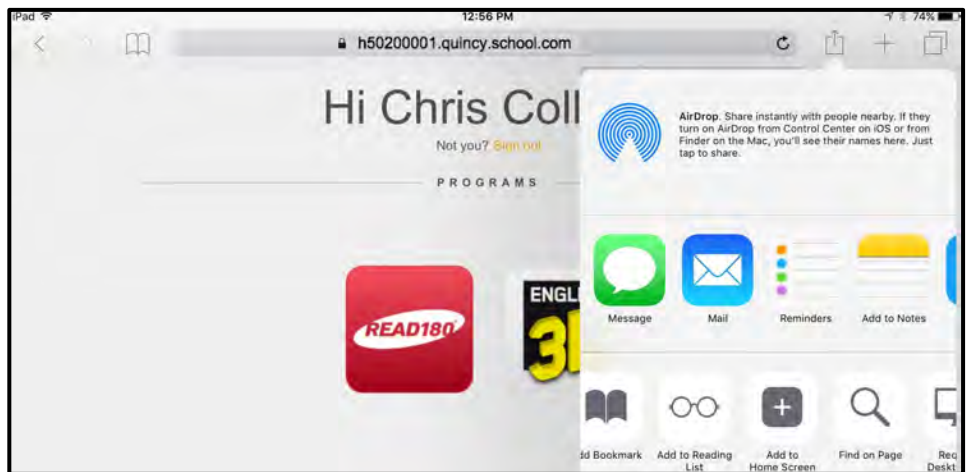 iPad 12:56 PM 74%
h50200001.quincy.school.com
Hi Chris Coll
Not you? Sign out
PROGRAMS
READ180
ENGL
3
AirDrop. Share instantly with people nearby. If they
turn on AirDrop from Control Center on iOS or from
Finder on the Mac, you'll see their names here. Just
tap to share.
Message Mail Reminders Add to Notes
dd Bookmark Add to Reading List Add to Home Screen Find on Page Req Deskt